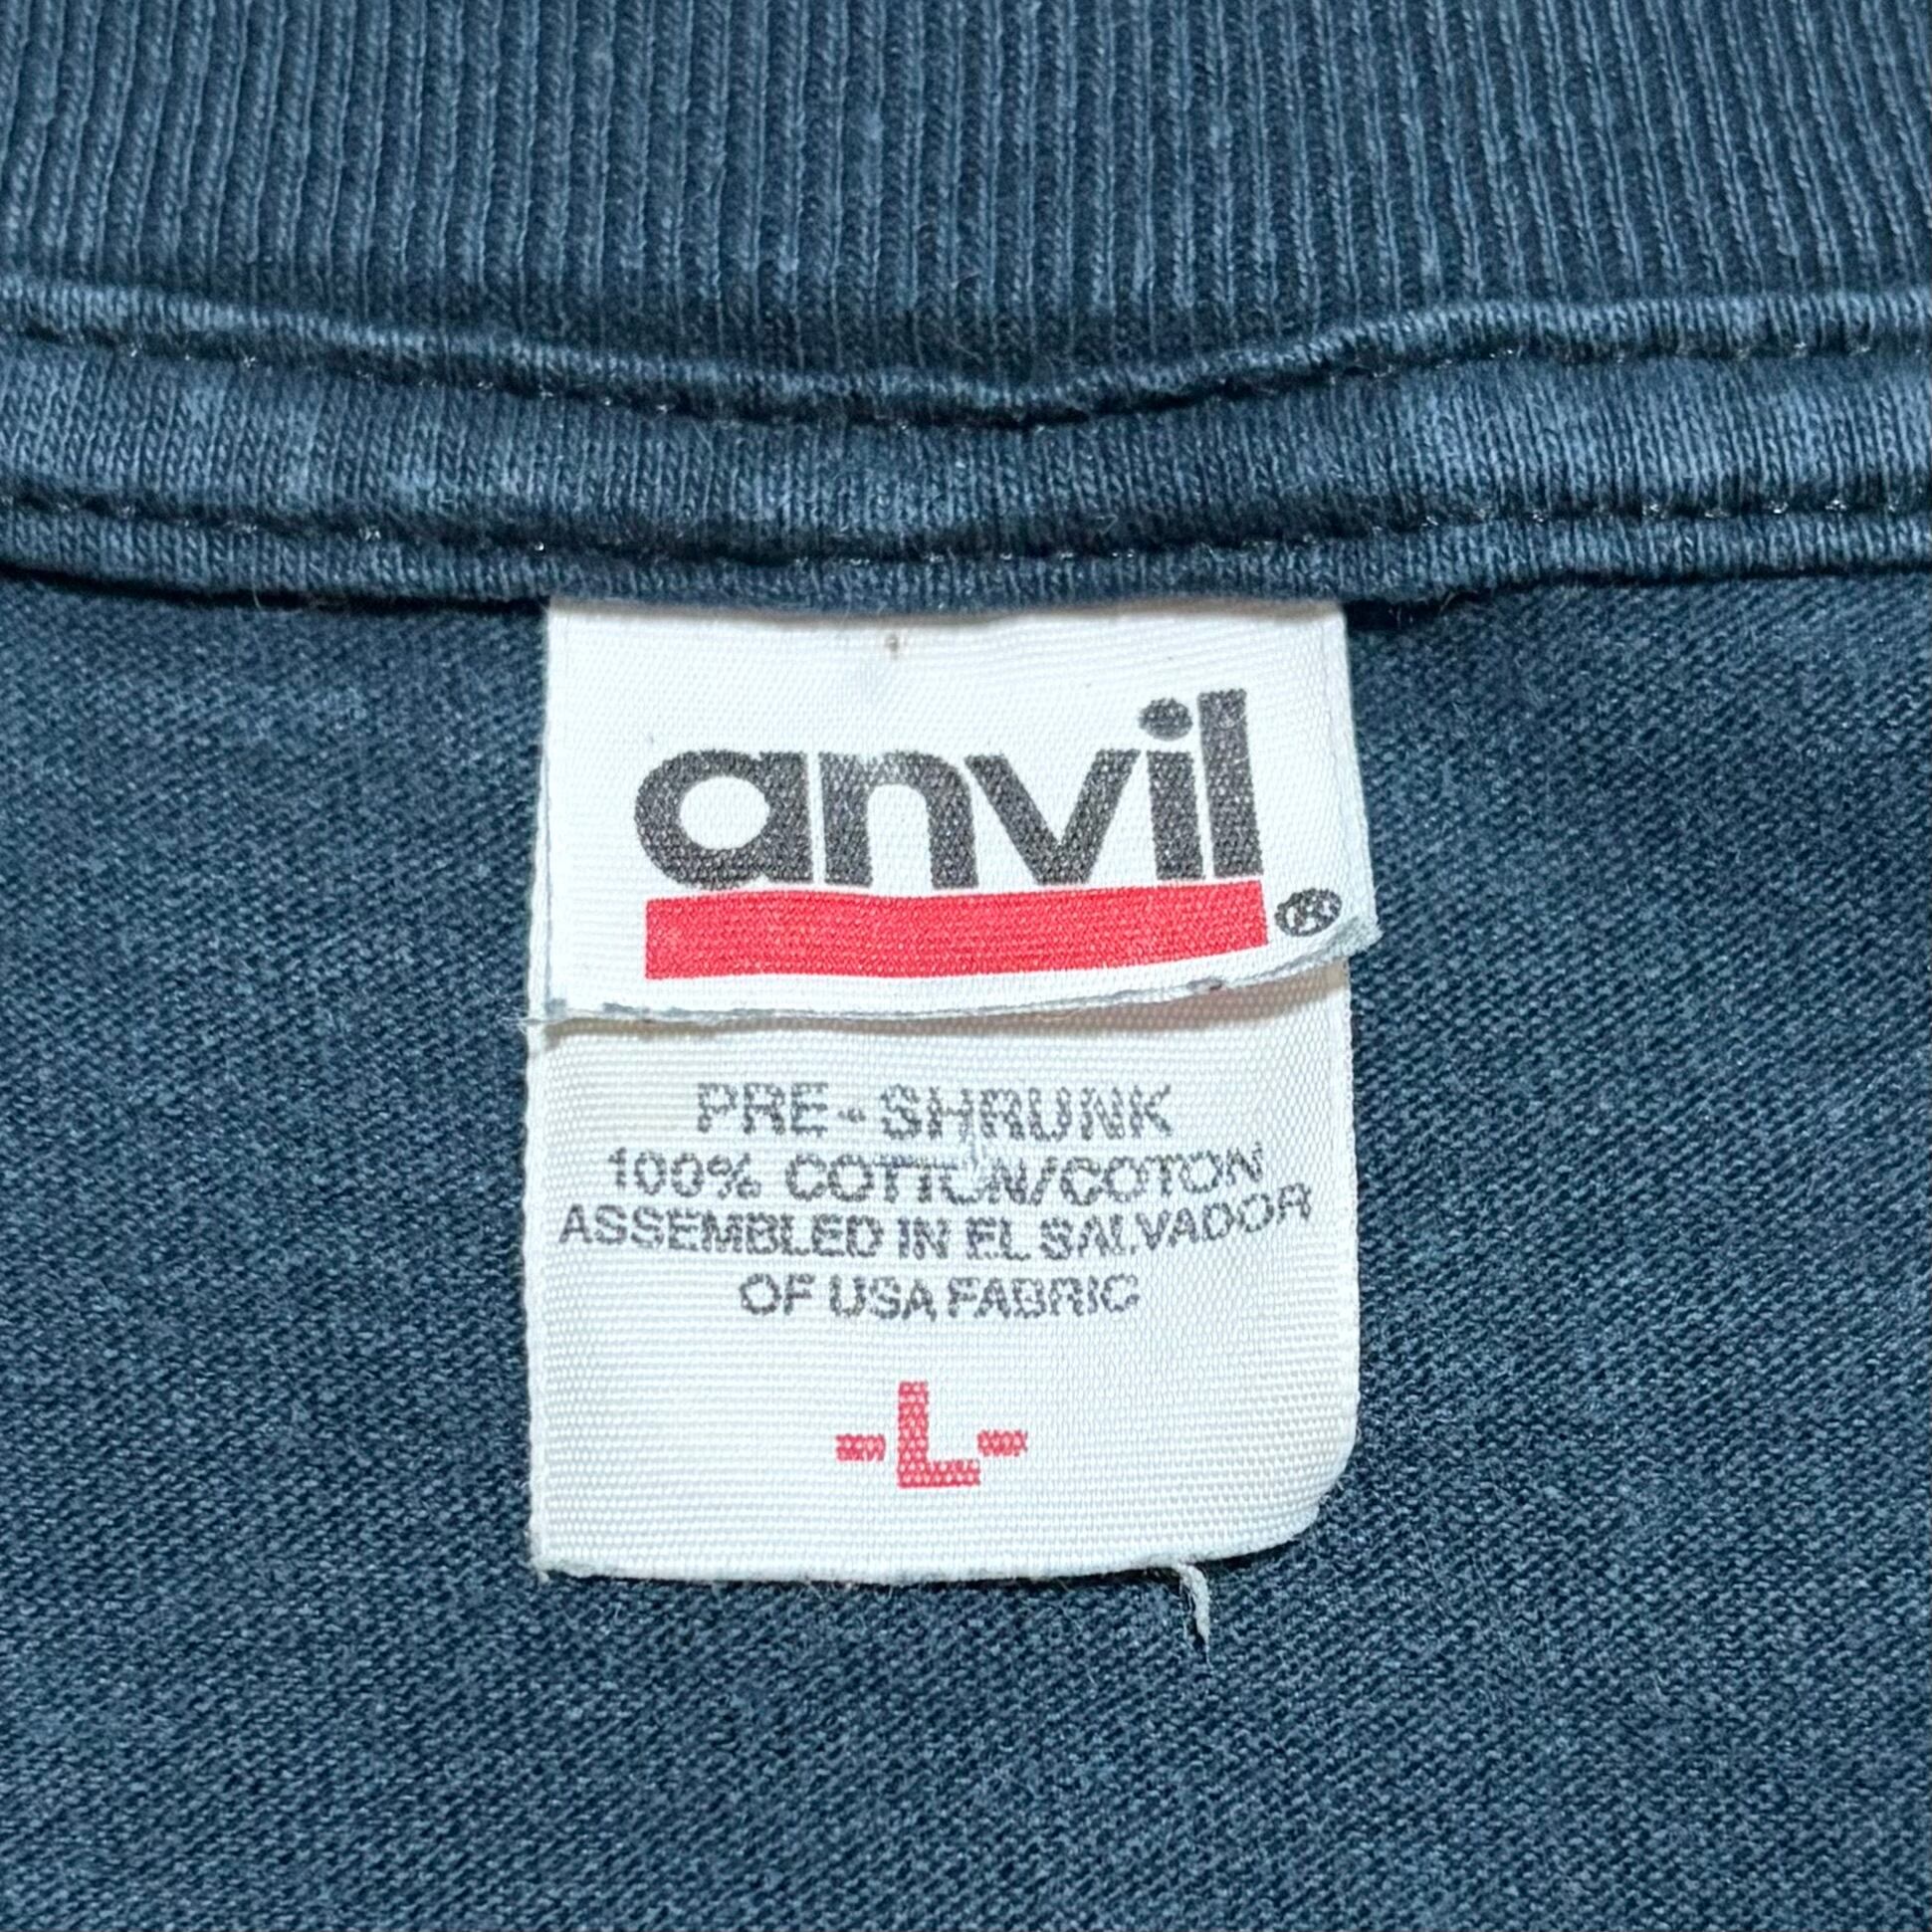 anvil®
PRE-SHRUNK
100% COTTON/COTON
ASSEMBLED IN EL SALVADOR
OF USA FABRIC
-L-